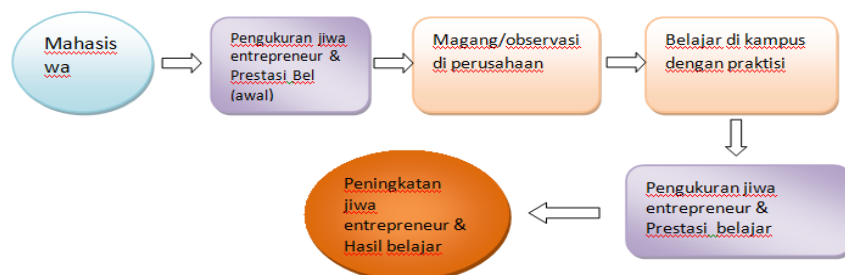 Mahasis
wa
Pengukuran jiwa
entrepreneur &
Prestasi Bel
(awal)
Magang/observasi
di perusahaan
Belajar di kampus
dengan praktisi
Pengukuran jiwa
entrepreneur &
Prestasi belajar
Peningkatan
jiwa
entrepreneur &
Hasil belajar